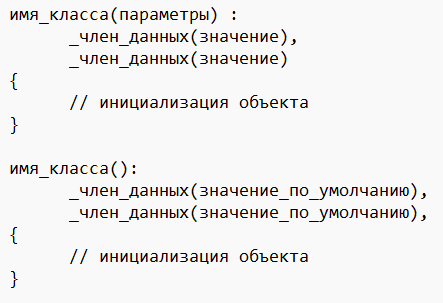 имя_класса(параметры) :
_член_данных(значение),
_член_данных(значение)
{
// инициализация объекта
}
имя_класса():
_член_данных(значение_по_умолчанию),
_член_данных(значение_по_умолчанию),
{
// инициализация объекта
}